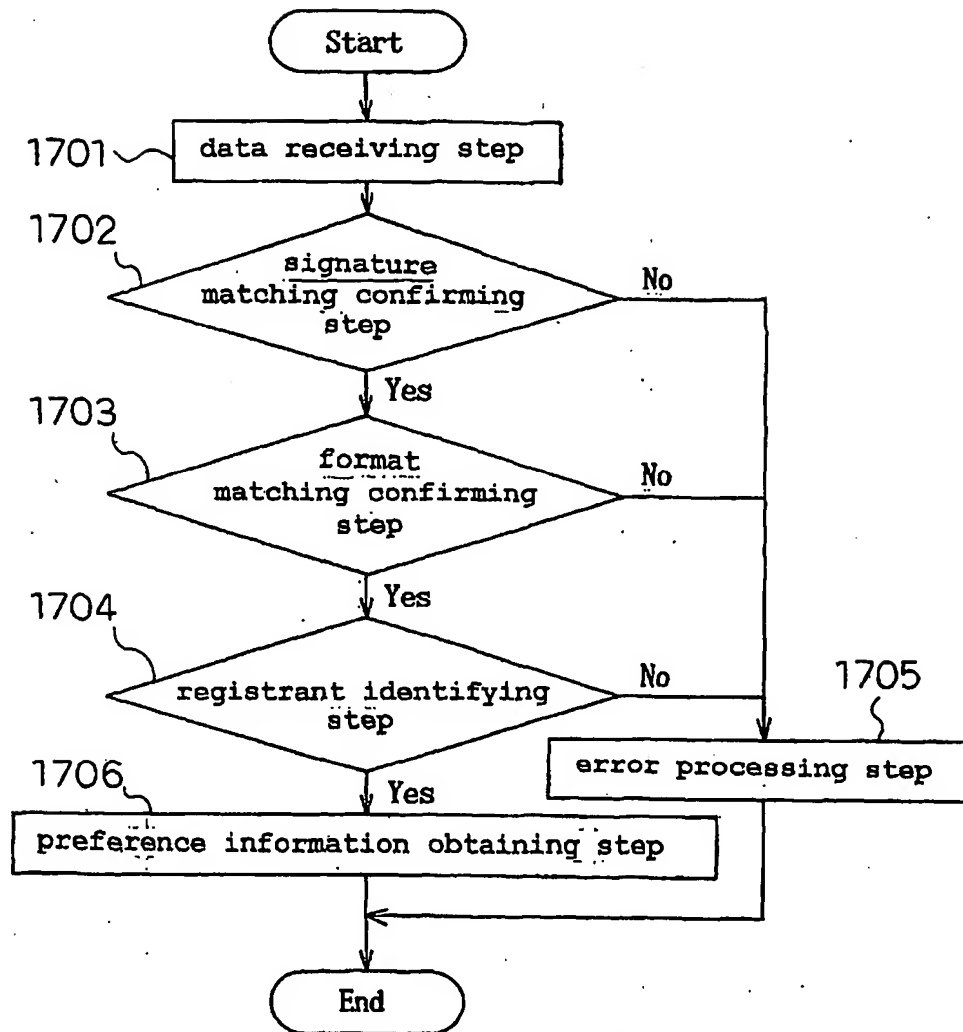 Start
1701
data receiving step
1702
signature
matching confirming
step
No
Yes
1703
format
matching confirming
step
No
Yes
1704
registrant identifying
step
No
1705
error processing step
Yes
1706
preference information obtaining step
End